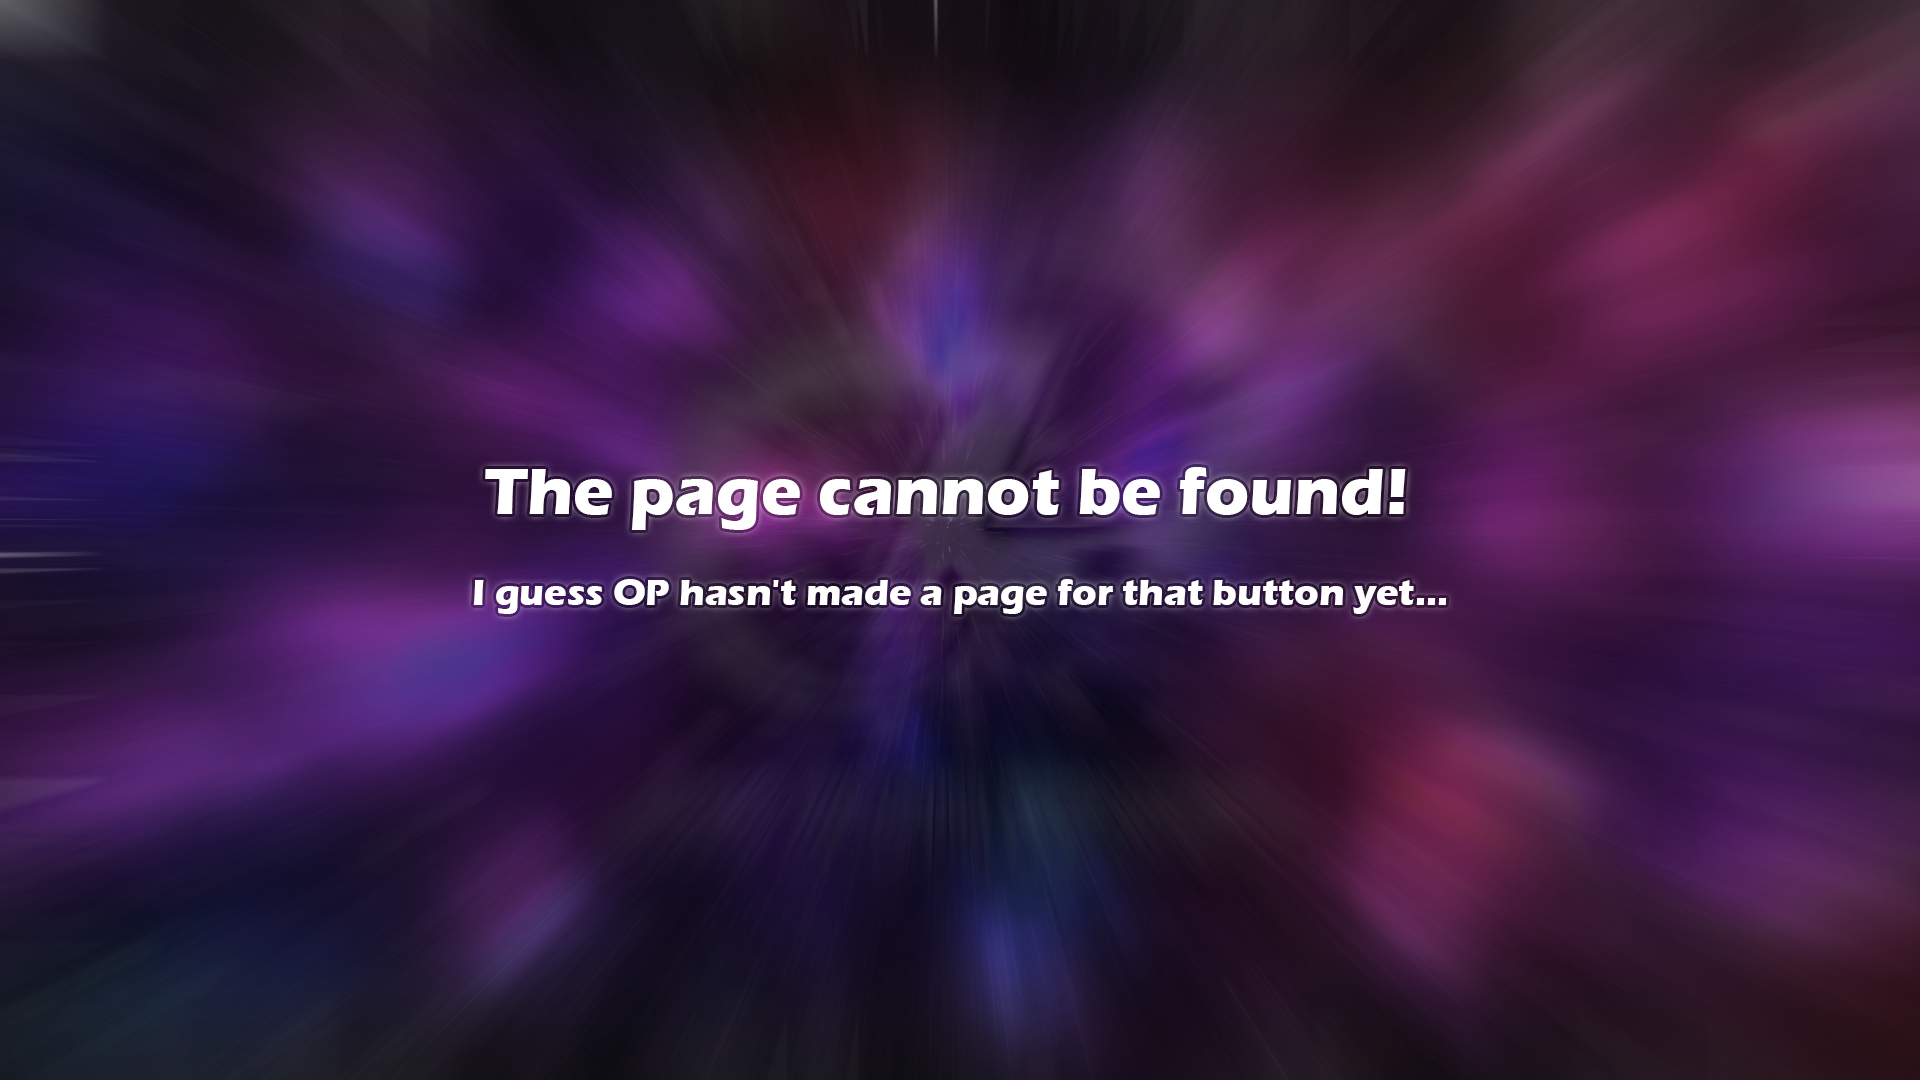 The page cannot be found!
I guess OP hasn't made a page for that button yet...